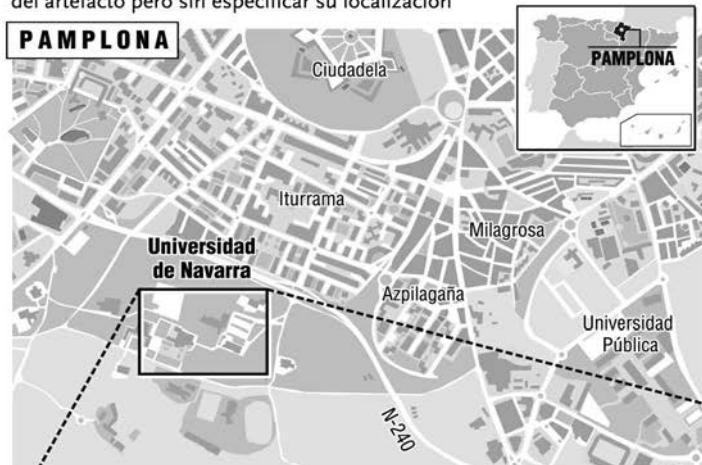 del artefacto pero sin especificar su localización
PAMPLONA
PAMPLONA
Ciudadela
Iturrama
Milagrosa
Universidad
de Navarra
Azpilagaña
Universidad
Pública
N-240